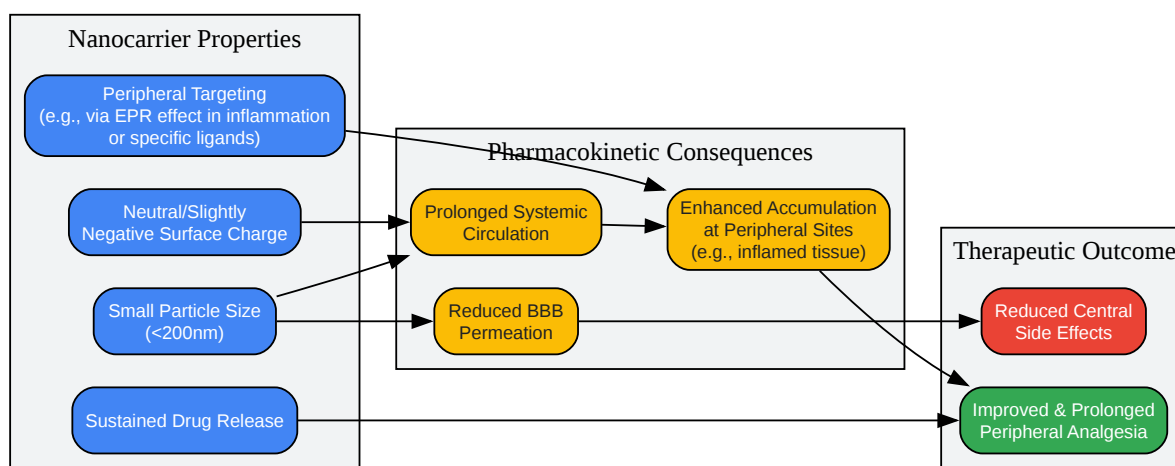 Nanocarrier Properties
Peripheral Targeting
(e.g., via EPR effect in inflammation
or specific ligands)
Neutral/Slightly
Negative Surface Charge
Small Particle Size
(<200nm)
Sustained Drug Release
Pharmacokinetic Consequences
Prolonged Systemic
Circulation
Enhanced Accumulation
at Peripheral Sites
(e.g., inflamed tissue)
Reduced BBB
Permeation
Therapeutic Outcome
Reduced Central
Side Effects
Improved & Prolonged
Peripheral Analgesia